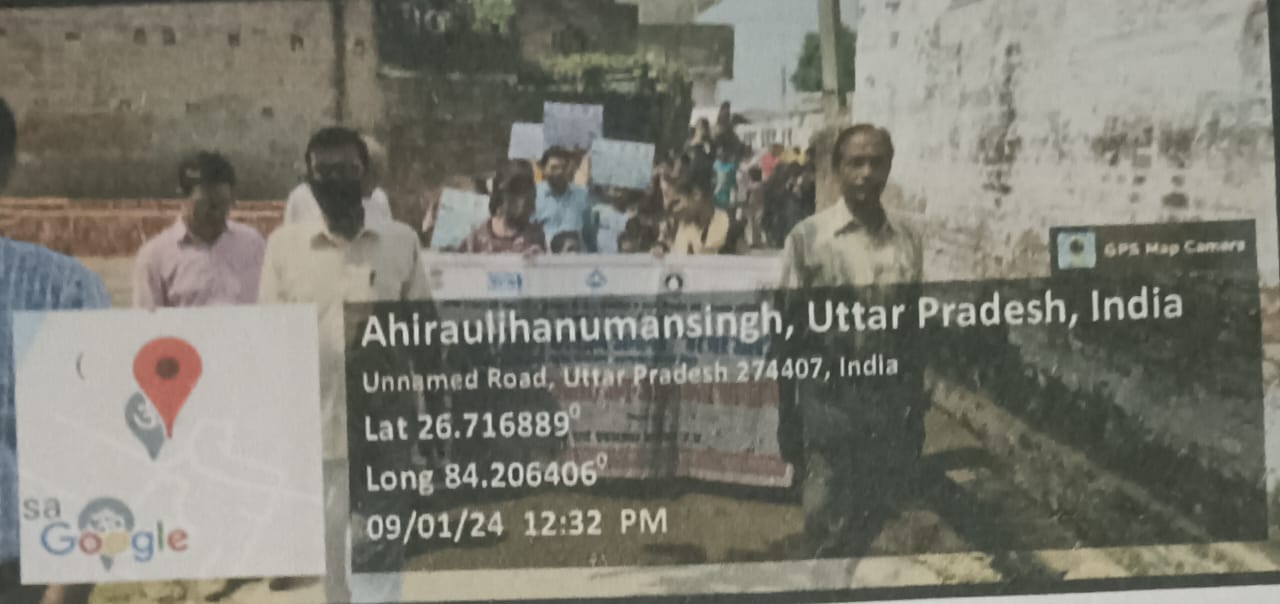 GPS Map Camera
Ahiraulihanumansingh, Uttar Pradesh, India
Unnamed Road, Uttar Pradesh 274407, India
Lat 26.716889°
Long 84.206406°
09/01/24 12:32 PM
sa
Google